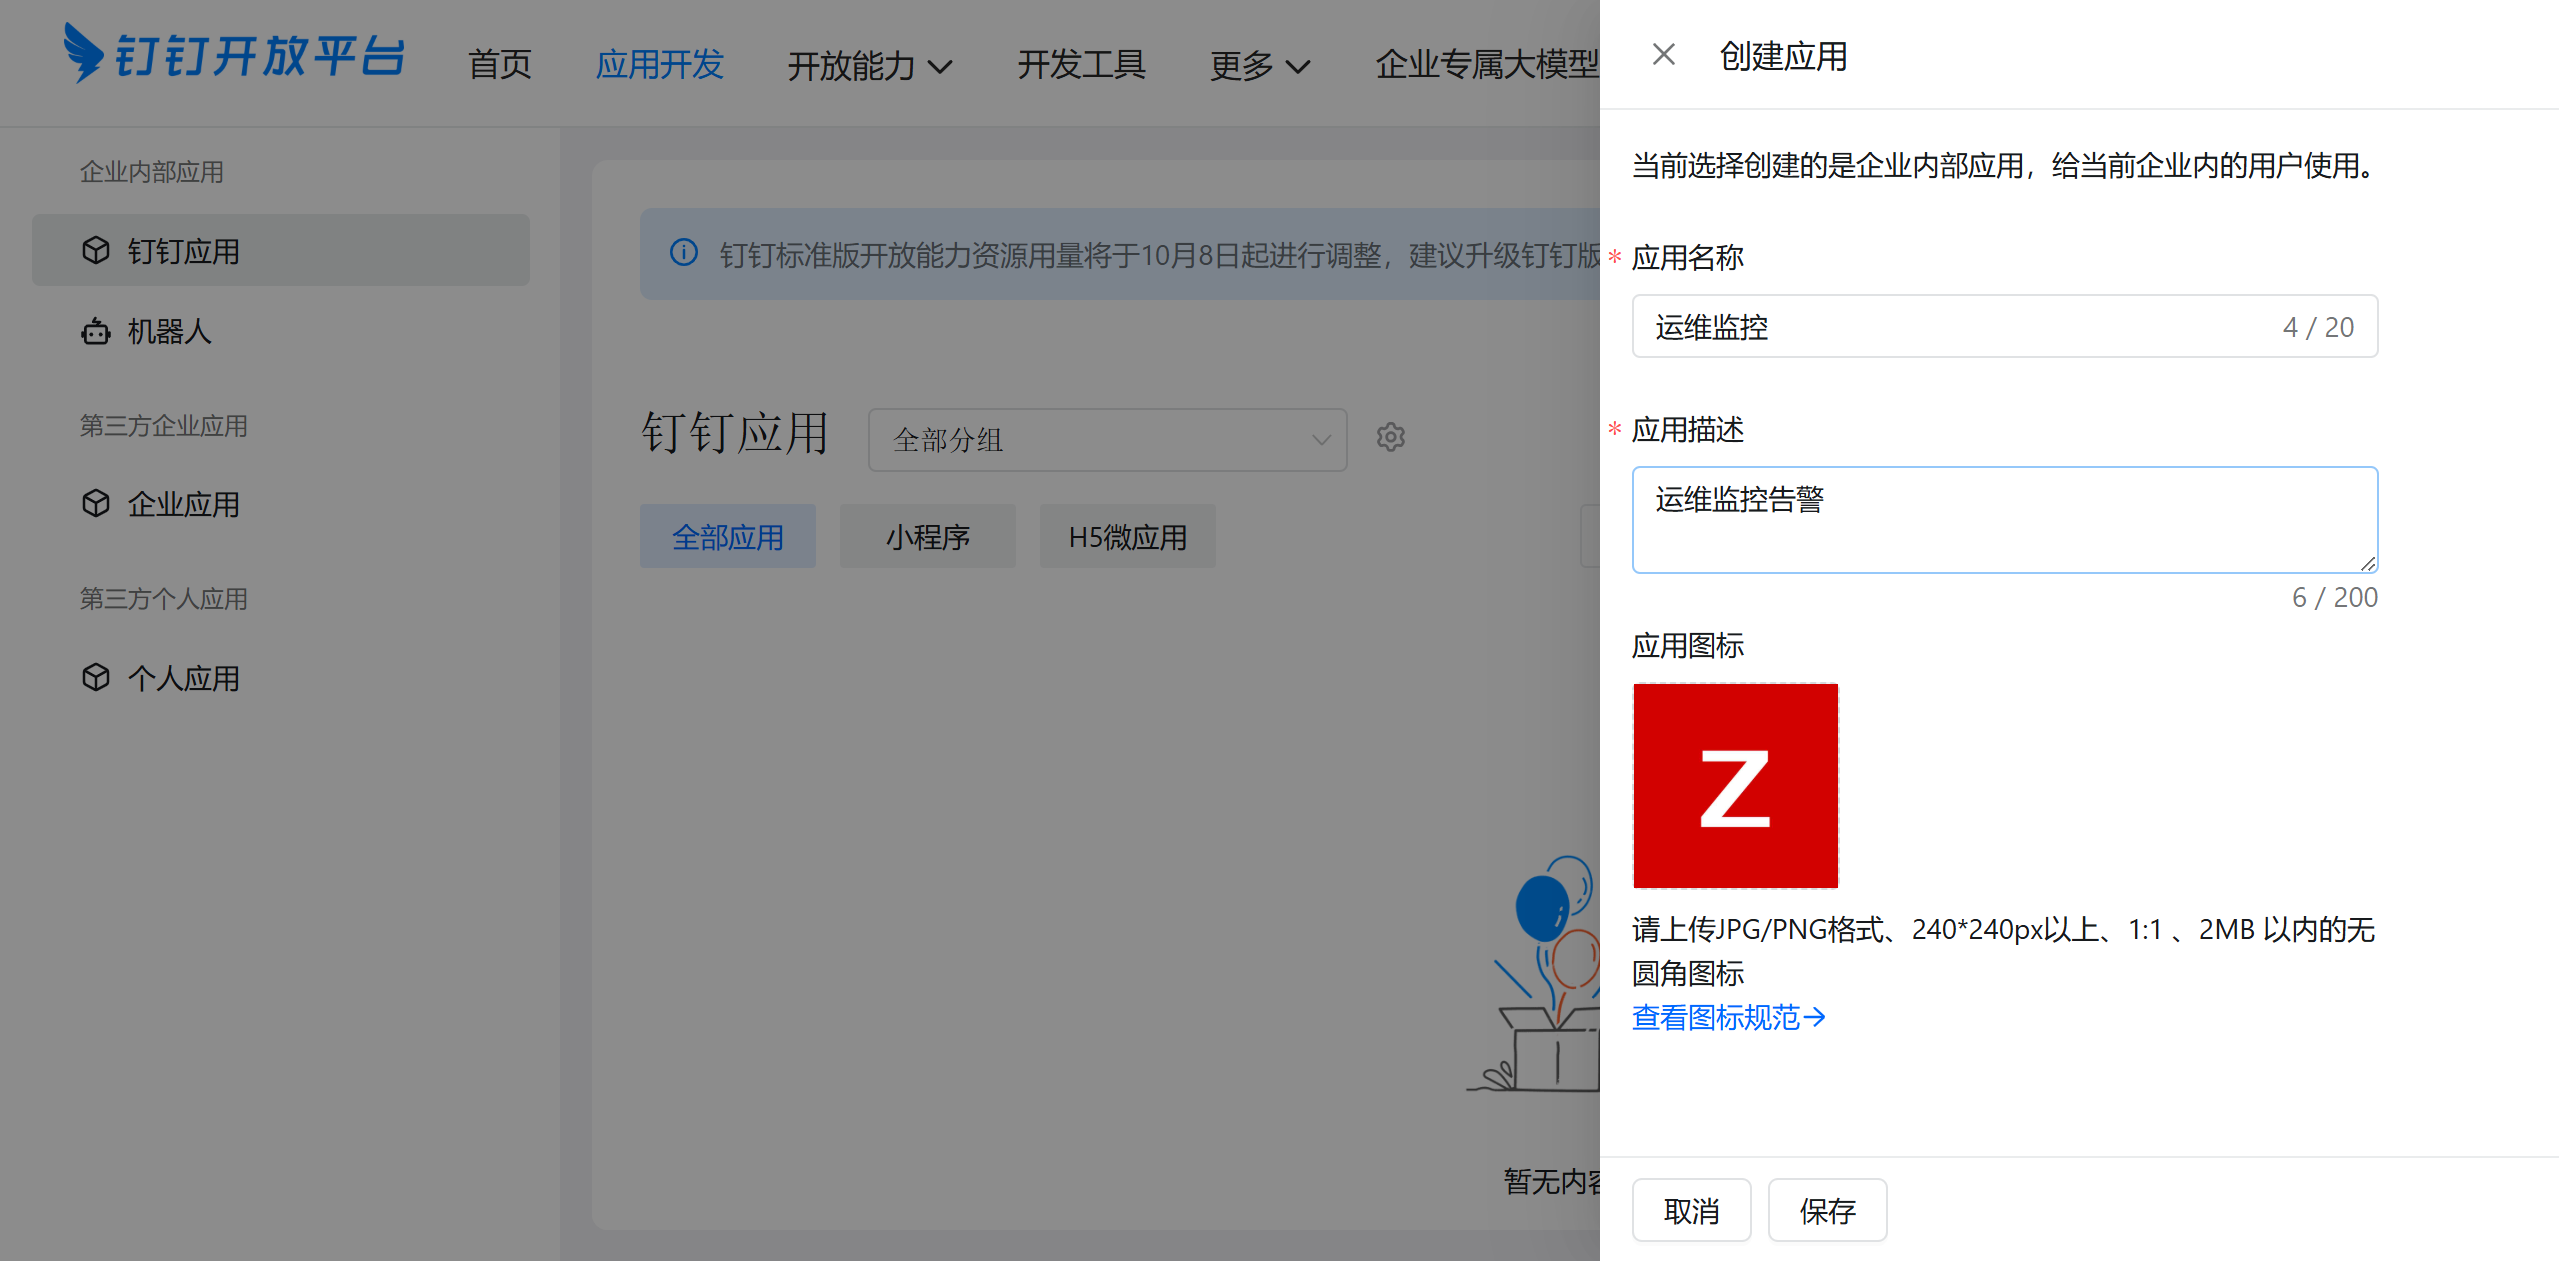 钉钉开放平台
首页
应用开发
开放能力
开发工具
更多
企业专属大模型
企业内部应用
钉钉应用
机器人
第三方企业应用
企业应用
第三方个人应用
个人应用
钉钉标准版开放能力资源用量将于10月8日起进行调整，建议升级钉钉版
钉钉应用
全部分组
全部应用
小程序
H5微应用
暂无内容
创建应用
当前选择创建的是企业内部应用，给当前企业内的用户使用。
* 应用名称
运维监控
4 / 20
* 应用描述
运维监控告警
6 / 200
应用图标
Z
请上传JPG/PNG格式、240*240px以上、1:1 、2MB 以内的无
圆角图标
查看图标规范→
取消
保存